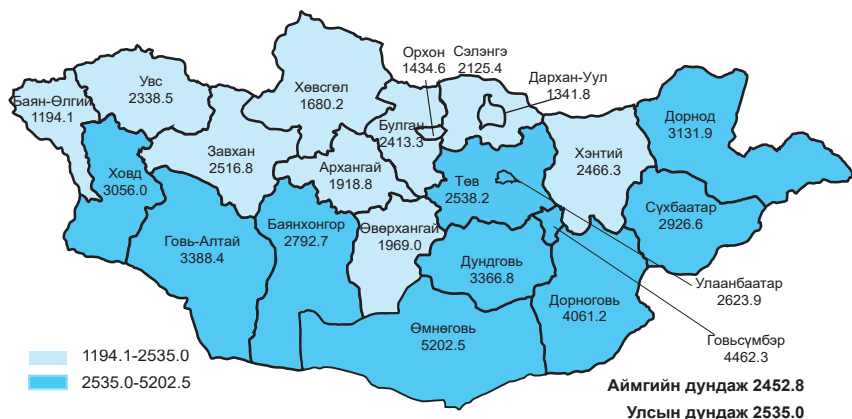 Орхон
1434.6
Сэлэнгэ
2125.4
Дархан-Уул
1341.8
Увс
2338.5
Хөвсгөл
1680.2
Баян-Өлгий
1194.1
Булган
2413.3
Дорнод
3131.9
Завхан
2516.8
Хэнтий
2466.3
Архангай
1918.8
Ховд
3056.0
Төв
2538.2
Сүхбаатар
2926.6
Баянхонгор
2792.7
Өверхангай
1969.0
Говь-Алтай
3388.4
Дундговь
3366.8
Улаанбаатар
2623.9
Дорноговь
4061.2
Өмнөговь
5202.5
Говьсүмбэр
4462.3
1194.1-2535.0
2535.0-5202.5
Аймгийн дундаж 2452.8
Улсын дундаж 2535.0